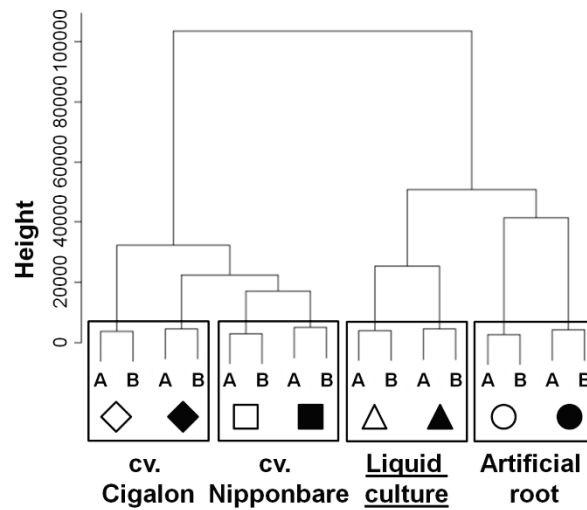 Height
100000
80000
60000
40000
20000
0
A B A B A B A B A B A B A B A B
cv. Cigalon
cv. Nipponbare
Liquid culture
Artificial root